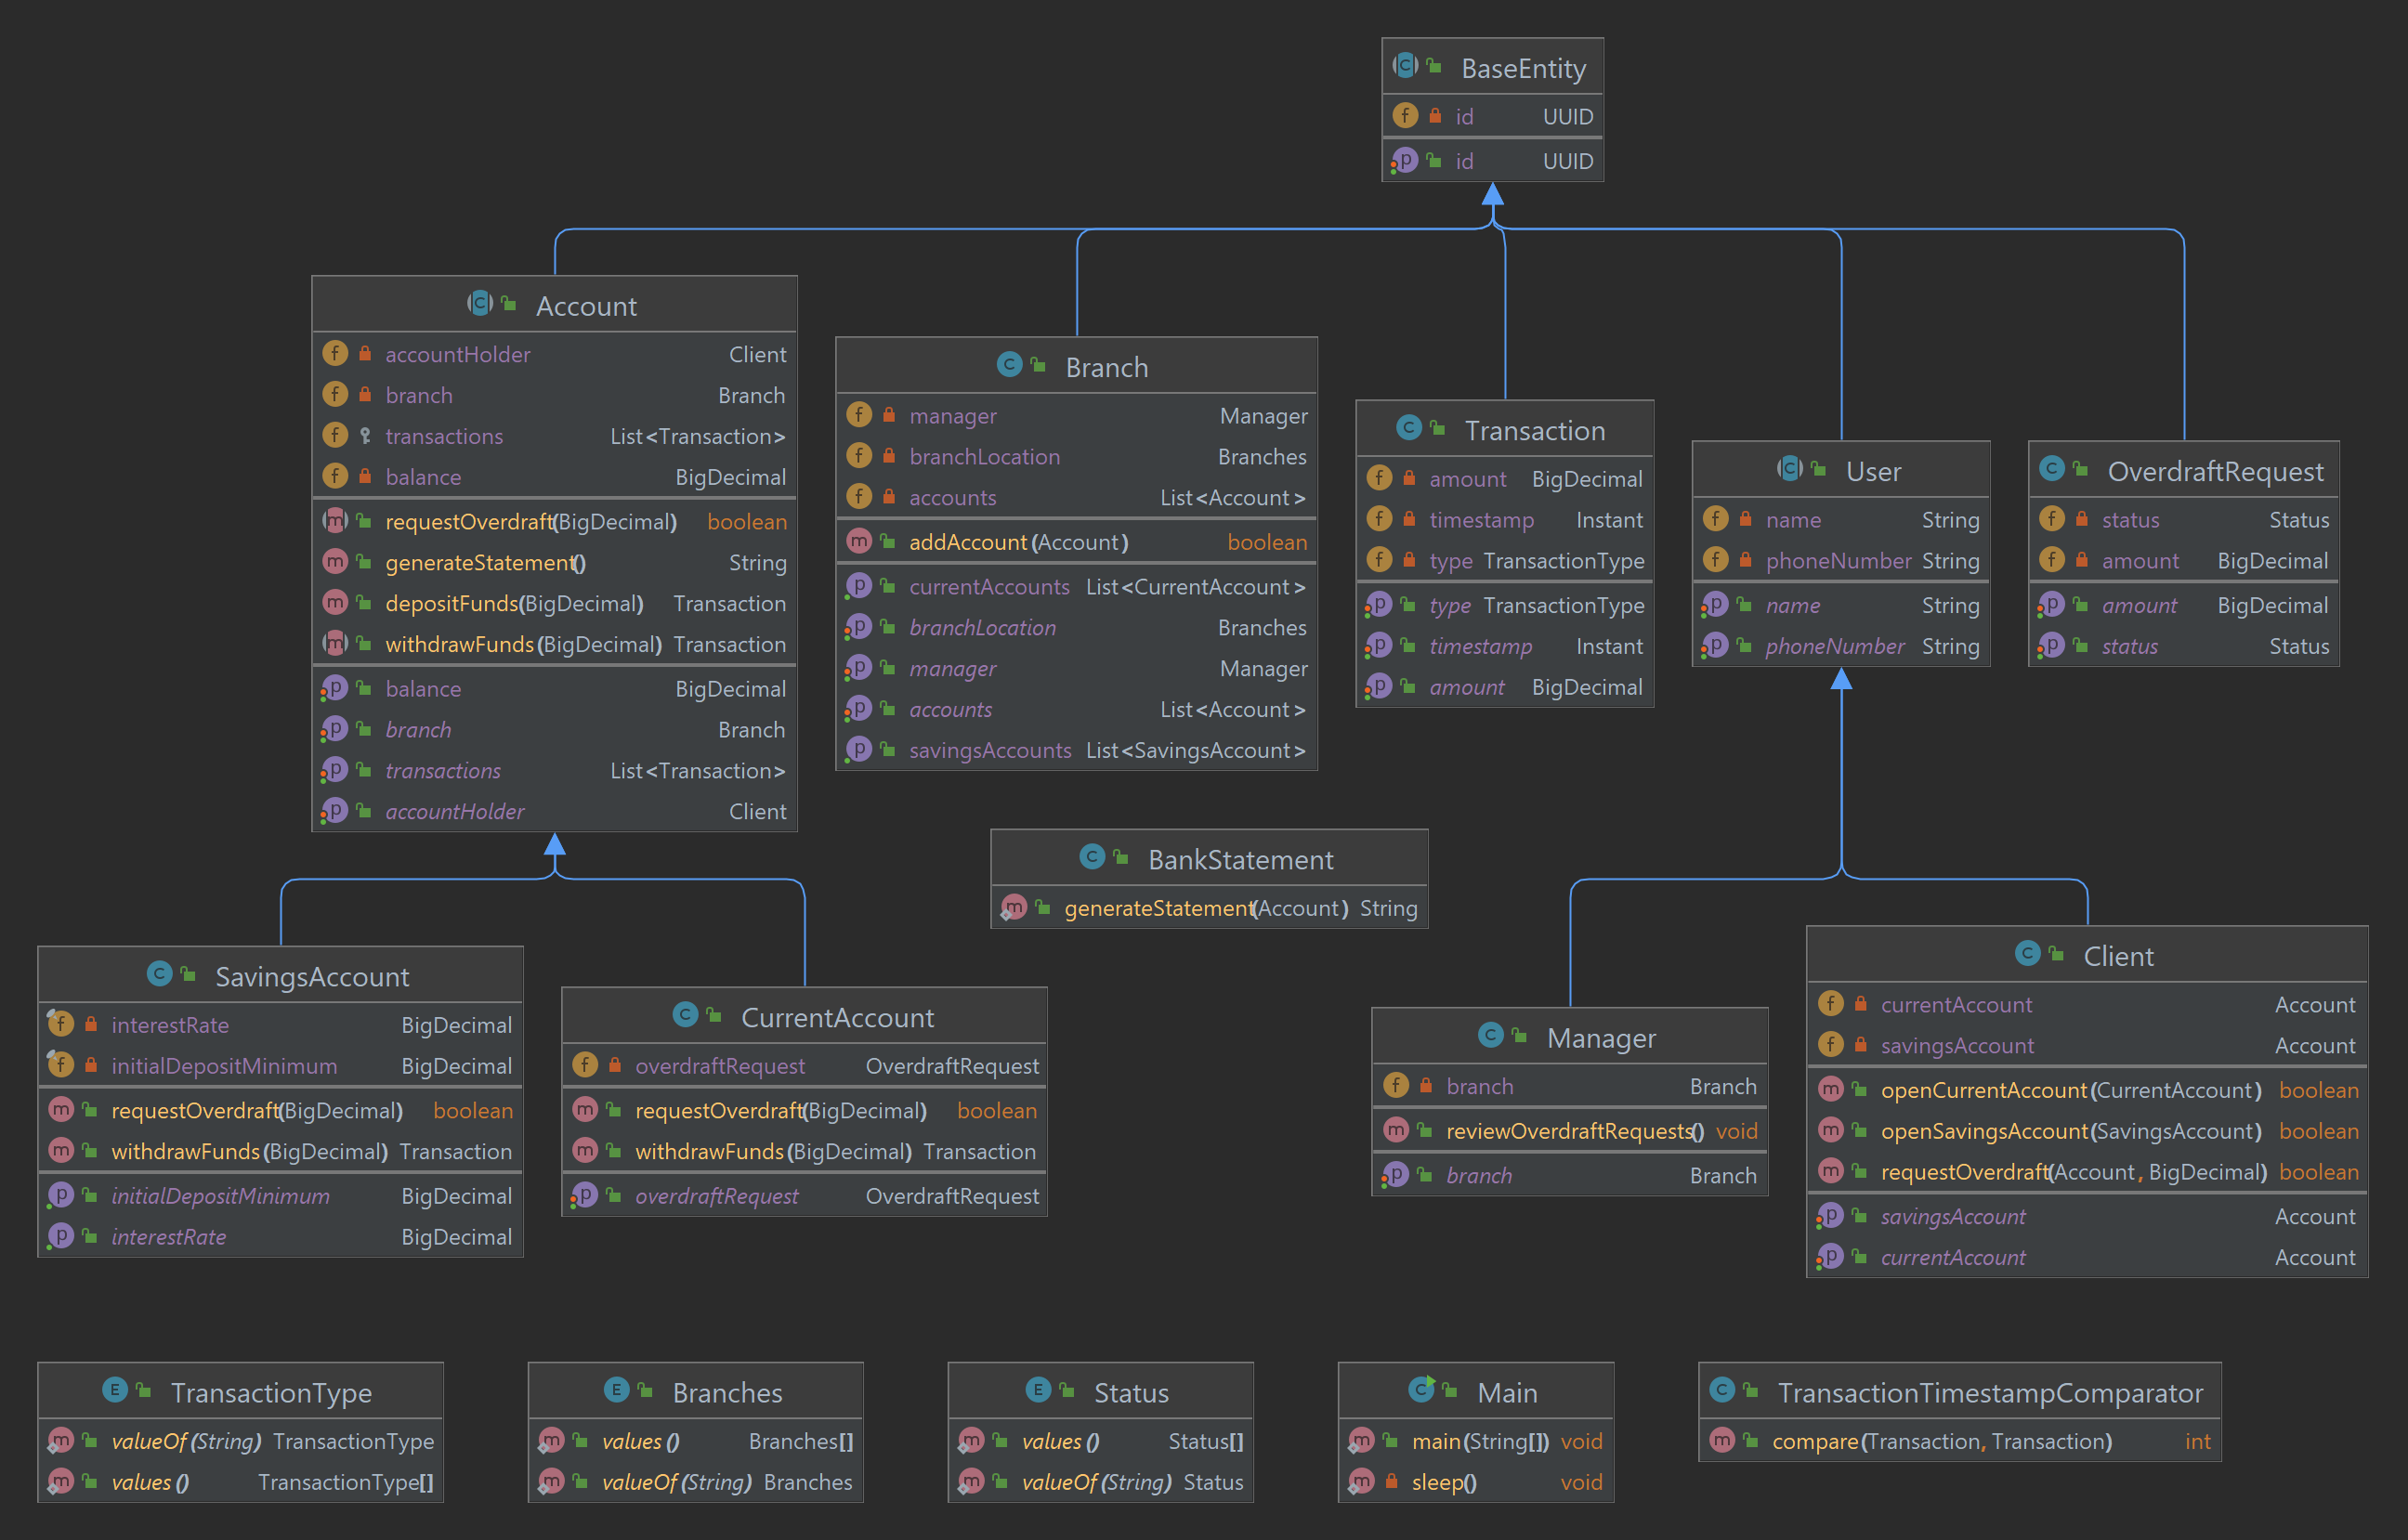 BaseEntity
id UUID
id UUID
Account
accountHolder Client
branch Branch
transactions List<Transaction>
balance BigDecimal
requestOverdraft(BigDecimal) boolean
generateStatement() String
depositFunds(BigDecimal) Transaction
withdrawFunds(BigDecimal) Transaction
balance BigDecimal
branch Branch
transactions List<Transaction>
accountHolder Client
Branch
manager Manager
branchLocation Branches
accounts List<Account>
addAccount(Account) boolean
currentAccounts List<CurrentAccount>
branchLocation Branches
manager Manager
accounts List<Account>
savingsAccounts List<SavingsAccount>
Transaction
amount BigDecimal
timestamp Instant
type TransactionType
type TransactionType
timestamp Instant
amount BigDecimal
User
name String
phoneNumber String
name String
phoneNumber String
OverdraftRequest
status Status
amount BigDecimal
amount BigDecimal
status Status
BankStatement
generateStatement(Account) String
SavingsAccount
interestRate BigDecimal
initialDepositMinimum BigDecimal
requestOverdraft(BigDecimal) boolean
withdrawFunds(BigDecimal) Transaction
initialDepositMinimum BigDecimal
interestRate BigDecimal
CurrentAccount
overdraftRequest OverdraftRequest
requestOverdraft(BigDecimal) boolean
withdrawFunds(BigDecimal) Transaction
overdraftRequest OverdraftRequest
Manager
branch Branch
reviewOverdraftRequests() void
branch Branch
Client
currentAccount Account
savingsAccount Account
openCurrentAccount(CurrentAccount) boolean
openSavingsAccount(SavingsAccount) boolean
requestOverdraft(Account, BigDecimal) boolean
savingsAccount Account
currentAccount Account
TransactionType
valueOf(String) TransactionType
values() TransactionType[]
Branches
values() Branches[]
valueOf(String) Branches
Status
values() Status[]
valueOf(String) Status
Main
main(String[]) void
sleep() void
TransactionTimestampComparator
compare(Transaction, Transaction) int